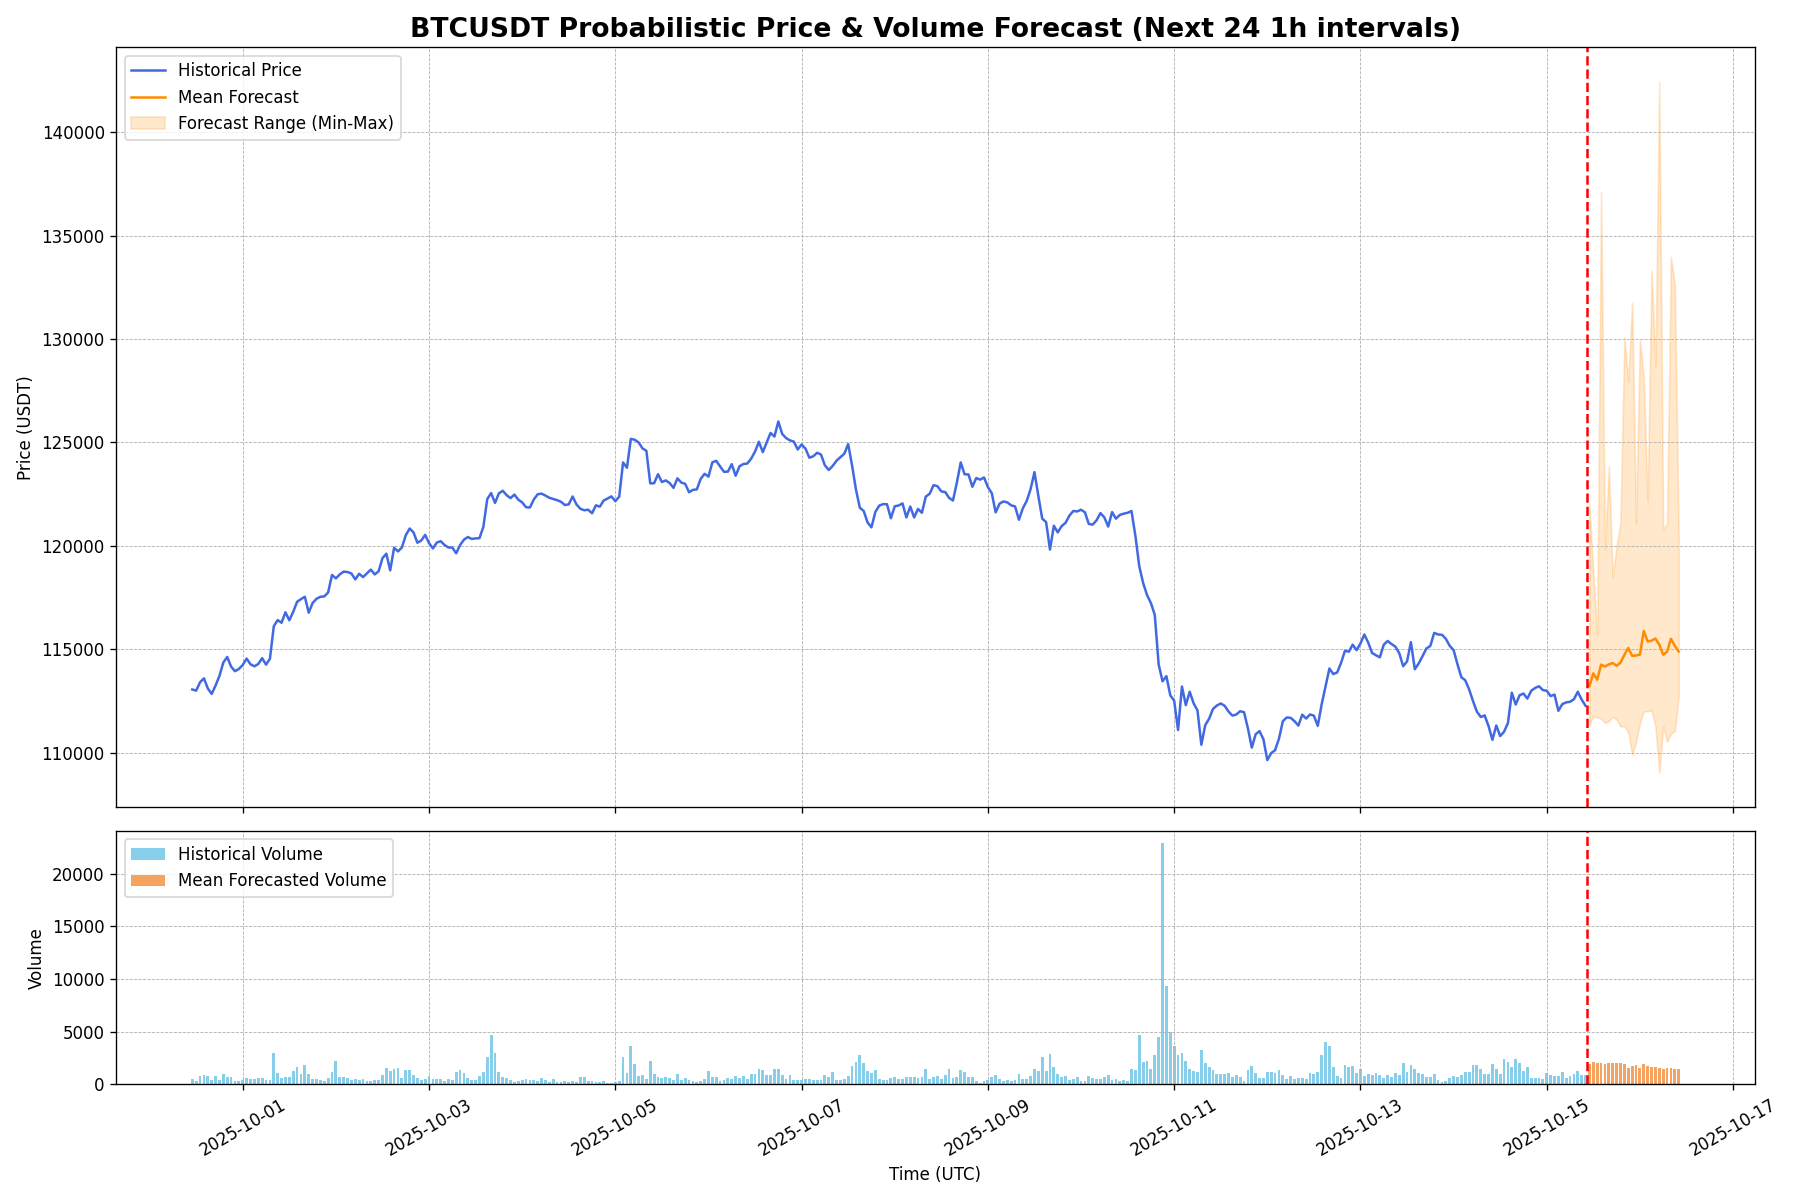 BTCUSDT Probabilistic Price & Volume Forecast (Next 24 1h intervals)
Historical Price
Mean Forecast
Forecast Range (Min-Max)
140000
135000
130000
125000
120000
115000
110000
Price (USDT)
Historical Volume
Mean Forecasted Volume
20000
15000
10000
5000
0
Volume
2025-10-01
2025-10-03
2025-10-05
2025-10-07
2025-10-09
2025-10-11
2025-10-13
2025-10-15
2025-10-17
Time (UTC)